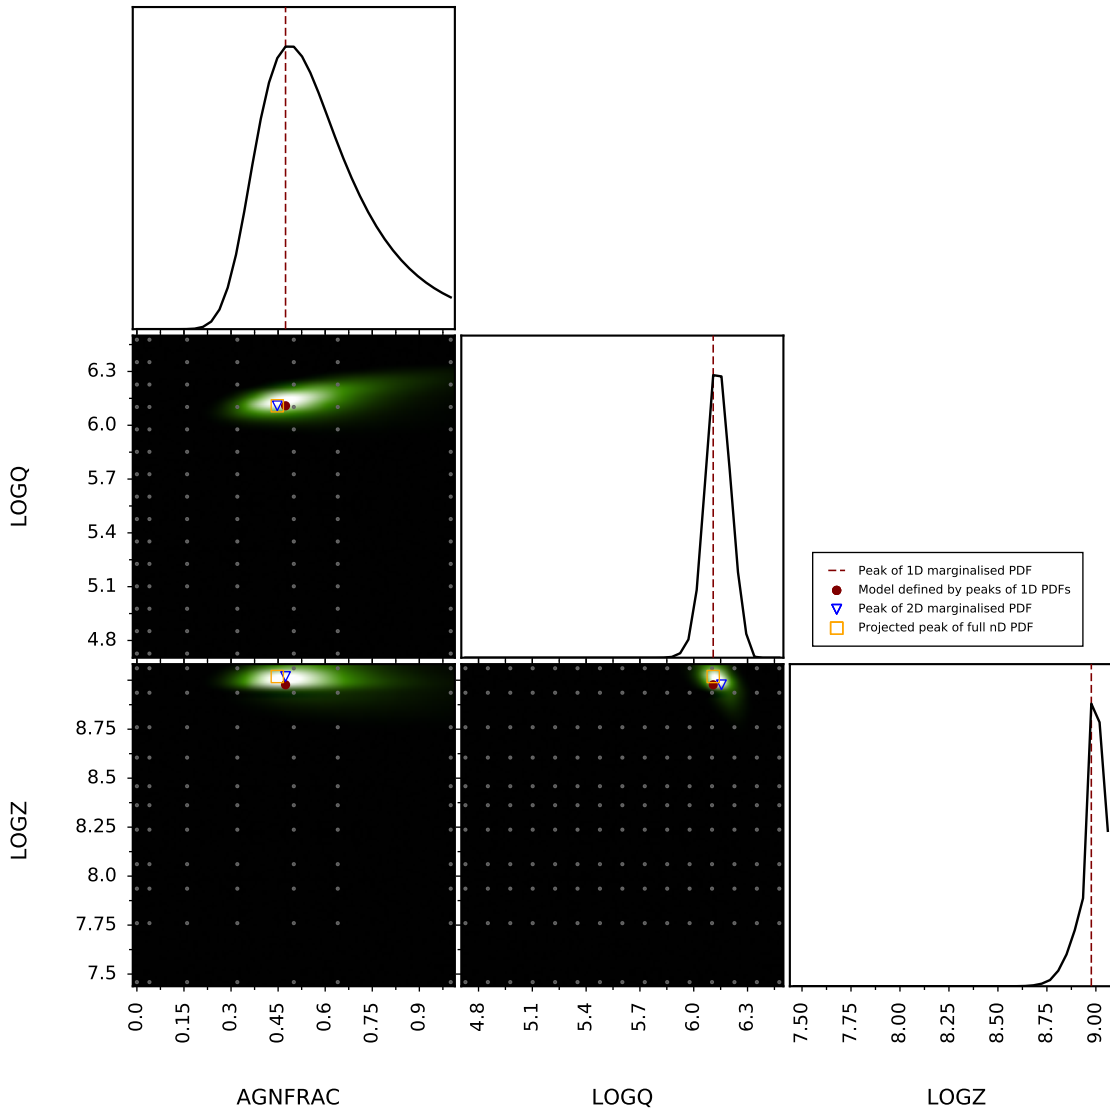 6.3
6.0
5.7
5.4
5.1
4.8
LOGQ
Peak of 1D marginalised PDF
Model defined by peaks of 1D PDFs
Peak of 2D marginalised PDF
Projected peak of full nD PDF
8.75
8.5
8.25
8.0
7.75
7.5
LOGZ
0.0 0.15 0.3 0.45 0.6 0.75 0.9
4.8 5.1 5.4 5.7 6.0 6.3
7.50 7.75 8.00 8.25 8.50 8.75 9.00
AGNFRAC LOGQ LOGZ